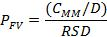 P_FV = (C_MM/D) / RSD